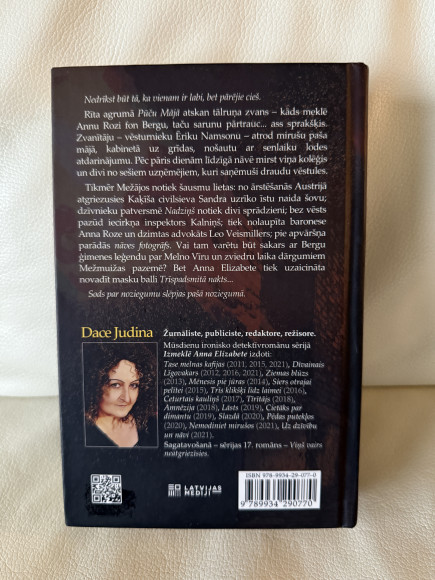 Nedrīkst būt tā, ka vienam ir labi, bet pārējie cieš.
Rīta agrumā Pūču Mājā atskan tālruņa zvans – kāds meklē
Annu Rozi fon Bergu, taču sarunu pārtrauc... ass sprakšķis.
Zvanītāju – vēsturnieku Ēriku Namsonu – atrod mirušu paša
mājā, kabinetā uz grīdas, nošautu ar senlaiku lodes
atdarinājumu. Pēc pāris dienām līdzīgā nāvē mirst viņa kolēģis
un divi no sešiem uzņēmējiem, kuri saņēmuši draudu vēstules.
Tikmēr Mežājos notiek šausmu lietas: no ārstēšanās Austrijā
atgriezusies Kaķīša civilsieva Sandra uzrīko īstu naida šovu;
dzīvnieku patversmē Nadziņš notiek divi sprādzieni; bez vēsts
pazūd iecirkņa inspektors Kalniņš; tiek nolaupīta baronese
Anna Roze un dzimtas advokāts Leo Veismillers; pie apvāršņa
parādās nāves fotogrāfs. Vai tam varētu būt sakars ar Bergu
ģimenes leģendu par Melno Vīru un zviedru laika dārgumiem
Mežmuižas pazemē? Bet Anna Elizabete tiek uzaicināta
novadīt masku balli Trīspadsmitā nakts...
Sods par noziegumu slēpjas pašā noziegumā.
Dace Judina
Žurnāliste, publiciste, redaktore, režisore.
Mūsdienu ironisko detektīvromānu sērijā
Izmeklē Anna Elizabete izdoti:
Tase melnas kafijas (2011, 2015, 2021), Dīvainais
Līgovakars (2012, 2016, 2021), Ziemas blūzs
(2013), Mēnesis pie jūras (2014), Siers otrajai
pelītei (2015), Trīs klikšķi līdz laimei (2016),
Ceturtais kauliņš (2017), Tīrītājs (2018),
Amnēzija (2018), Lāsts (2019), Cietāks par
dimantu (2019), Slazdā (2020), Pēdas putekļos
(2020), Nemodiniet mirušos (2021), Uz dzīvību
un nāvi (2021).
Sagatavošanā – sērijas 17. romāns – Viņš vairs
neatgriezīsies.
LATVIJAS
MEDIJI
ISBN 978-9934-29-077-0
9 789934 290770